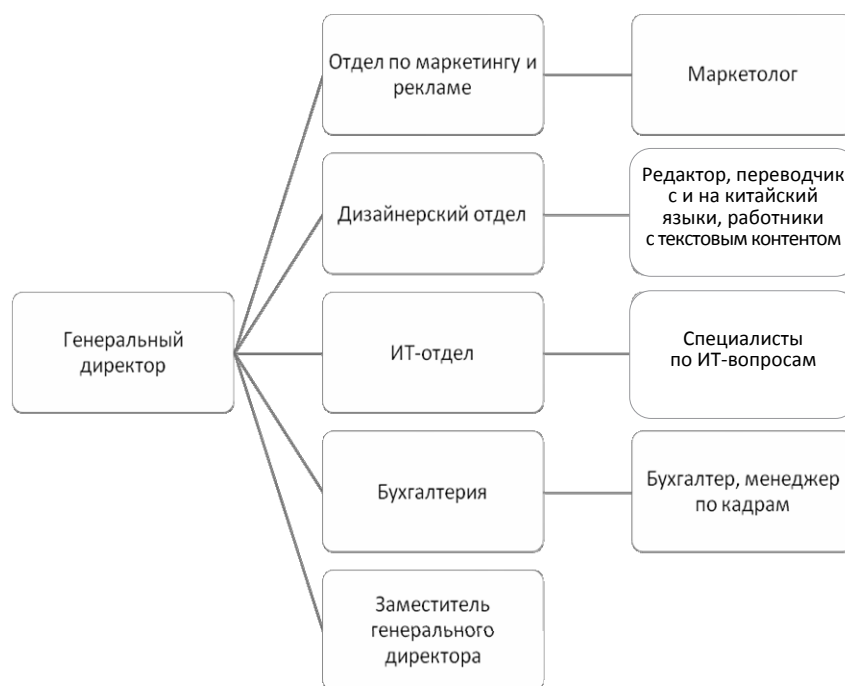 Отдел по маркетингу и
рекламе
Маркетолог
Дизайнерский отдел
Редактор, переводчик
с и на китайский
языки, работники
с текстовым контентом
Генеральный
директор
ИТ-отдел
Специалисты
по ИТ-вопросам
Бухгалтерия
Бухгалтер, менеджер
по кадрам
Заместитель
генерального
директора